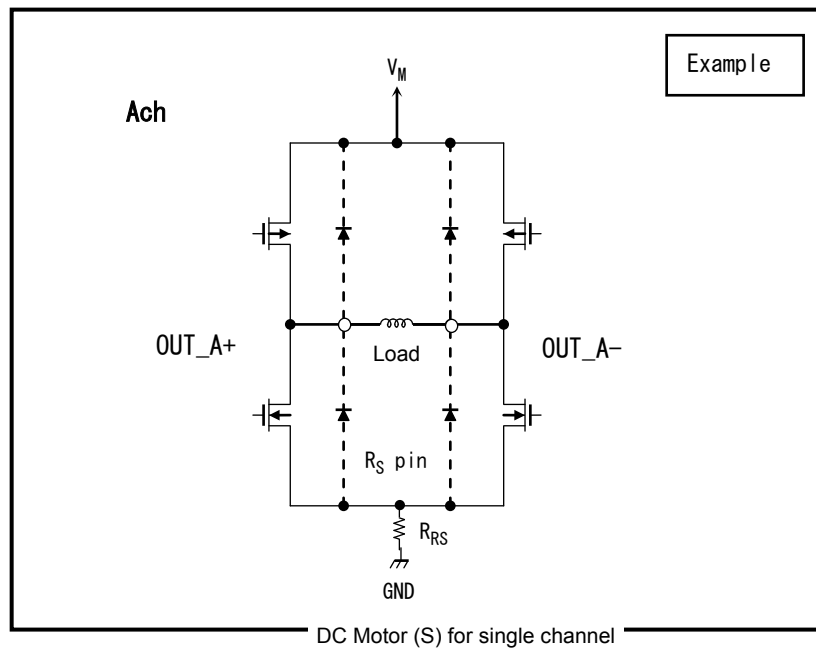 Example
V_M
Ach
OUT_A+
Load
OUT_A-
R_S pin
R_RS
GND
DC Motor (S) for single channel